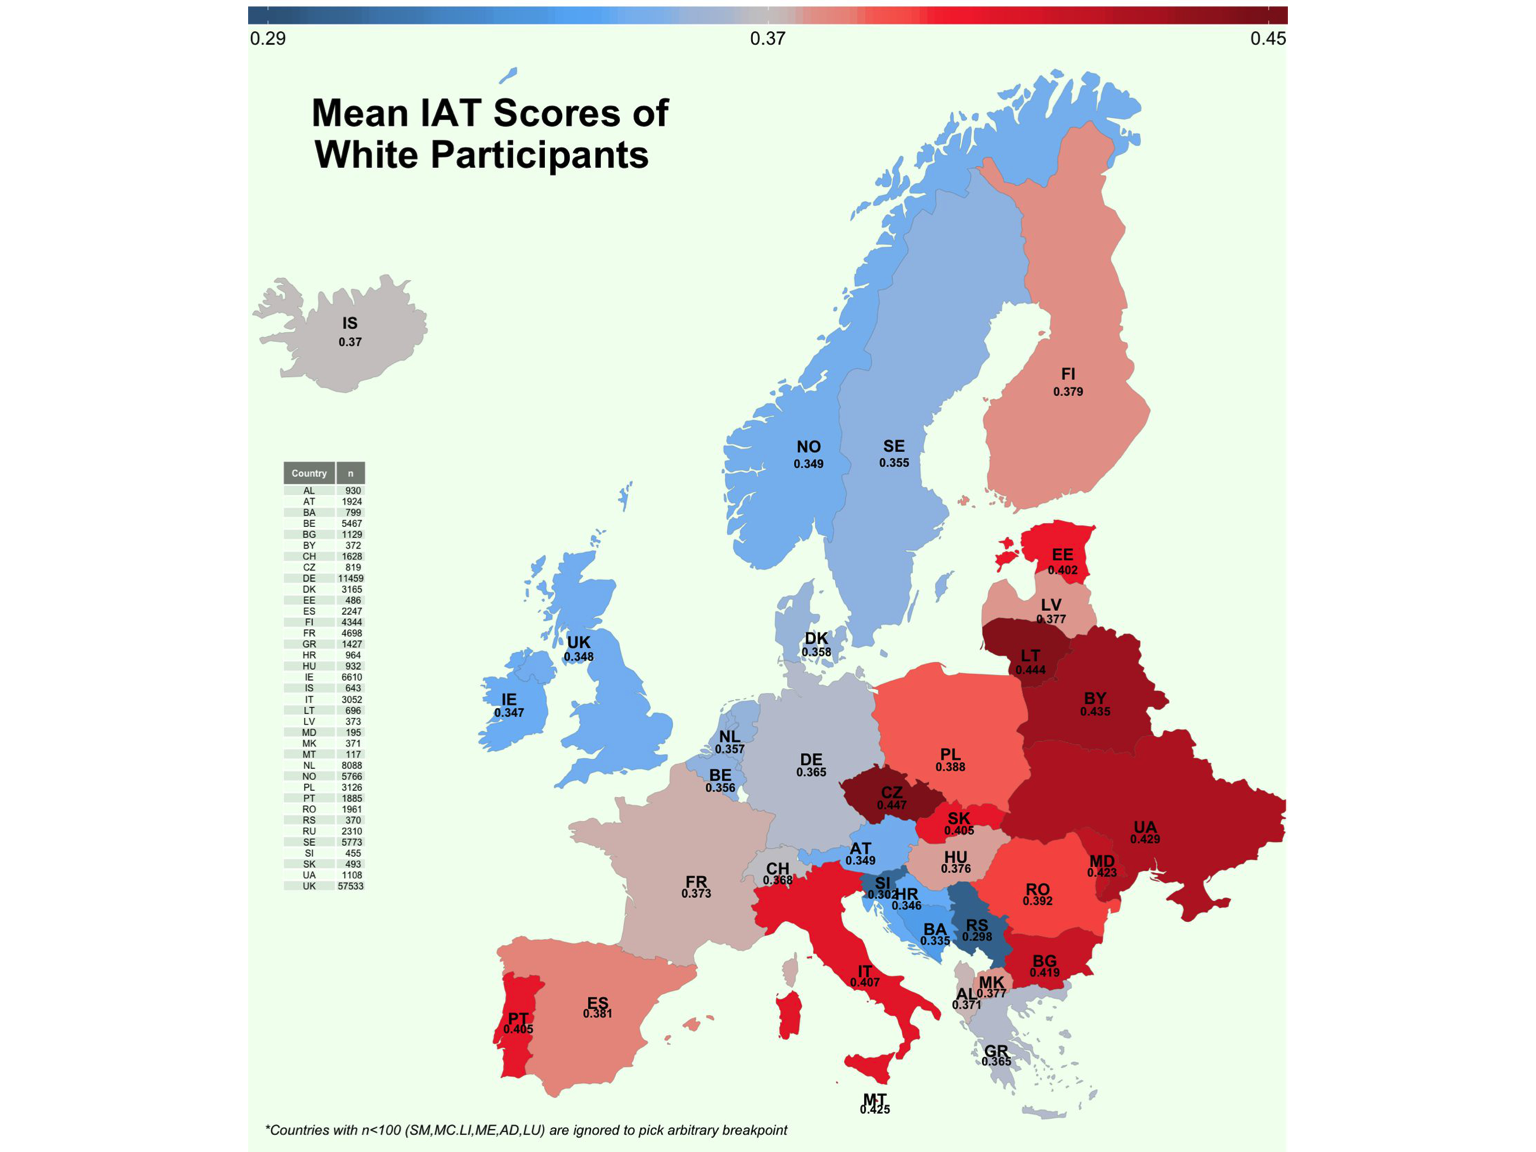 0.29 0.37 0.45
Mean IAT Scores of
White Participants
IS
0.37
FI
0.379
NO
0.349
SE
0.355
Country n
AL 930
AT 1924
BA 799
BE 5467
BG 1129
BY 372
CH 1628
CZ 819
DE 11459
DK 3165
EE 486
ES 2247
FI 4344
FR 4698
GR 1427
HR 964
HU 932
IE 6610
IS 643
IT 3052
LT 696
LV 373
MD 195
MK 371
MT 117
NL 8088
NO 5766
PL 3126
PT 1885
RO 1961
RS 370
RU 2310
SE 5773
SI 455
SK 493
UA 1108
UK 57533
EE
0.402
LV
0.377
DK
0.358
UK
0.348
LT
0.444
IE
0.347
BY
0.435
NL
0.357
DE
0.365
PL
0.388
BE
0.356
CZ
0.447
SK
0.405
UA
0.429
AT
0.349
HU
0.376
MD
0.423
CH
0.368
FR
0.373
SI
0.302
HR
0.346
RO
0.392
BA
0.335
RS
0.298
BG
0.419
IT
0.407
MK
0.377
AL
0.371
ES
0.381
PT
0.405
GR
0.365
MT
0.425
*Countries with n<100 (SM,MC.LI,ME,AD,LU) are ignored to pick arbitrary breakpoint